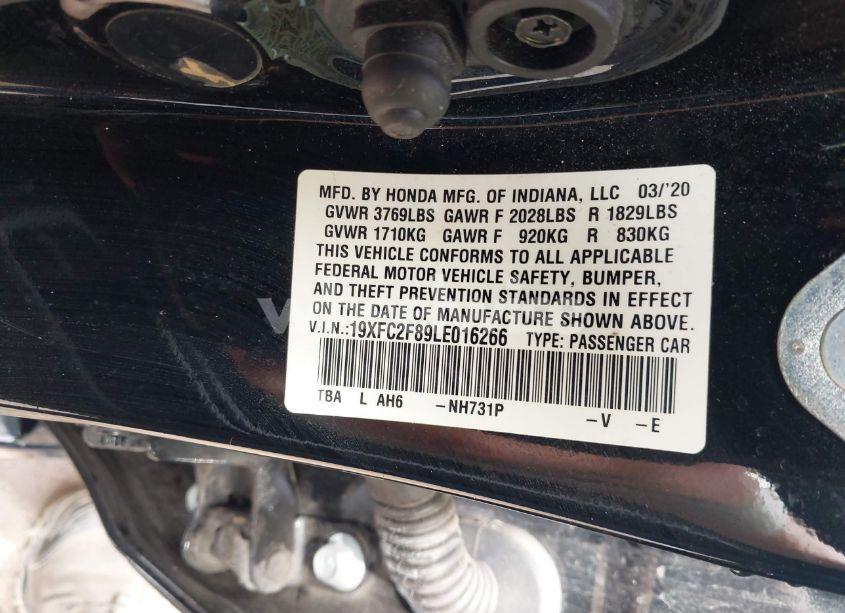 MFD. BY HONDA MFG. OF INDIANA, LLC 03/'20
GVWR 3769LBS GAWR F 2028LBS R 1829LBS
GVWR 1710KG GAWR F 920KG R 830KG
THIS VEHICLE CONFORMS TO ALL APPLICABLE
FEDERAL MOTOR VEHICLE SAFETY, BUMPER,
AND THEFT PREVENTION STANDARDS IN EFFECT
ON THE DATE OF MANUFACTURE SHOWN ABOVE.
V.I.N.:19XFC2F89LE016266 TYPE: PASSENGER CAR
TBA L AH6 -NH731P -V -E